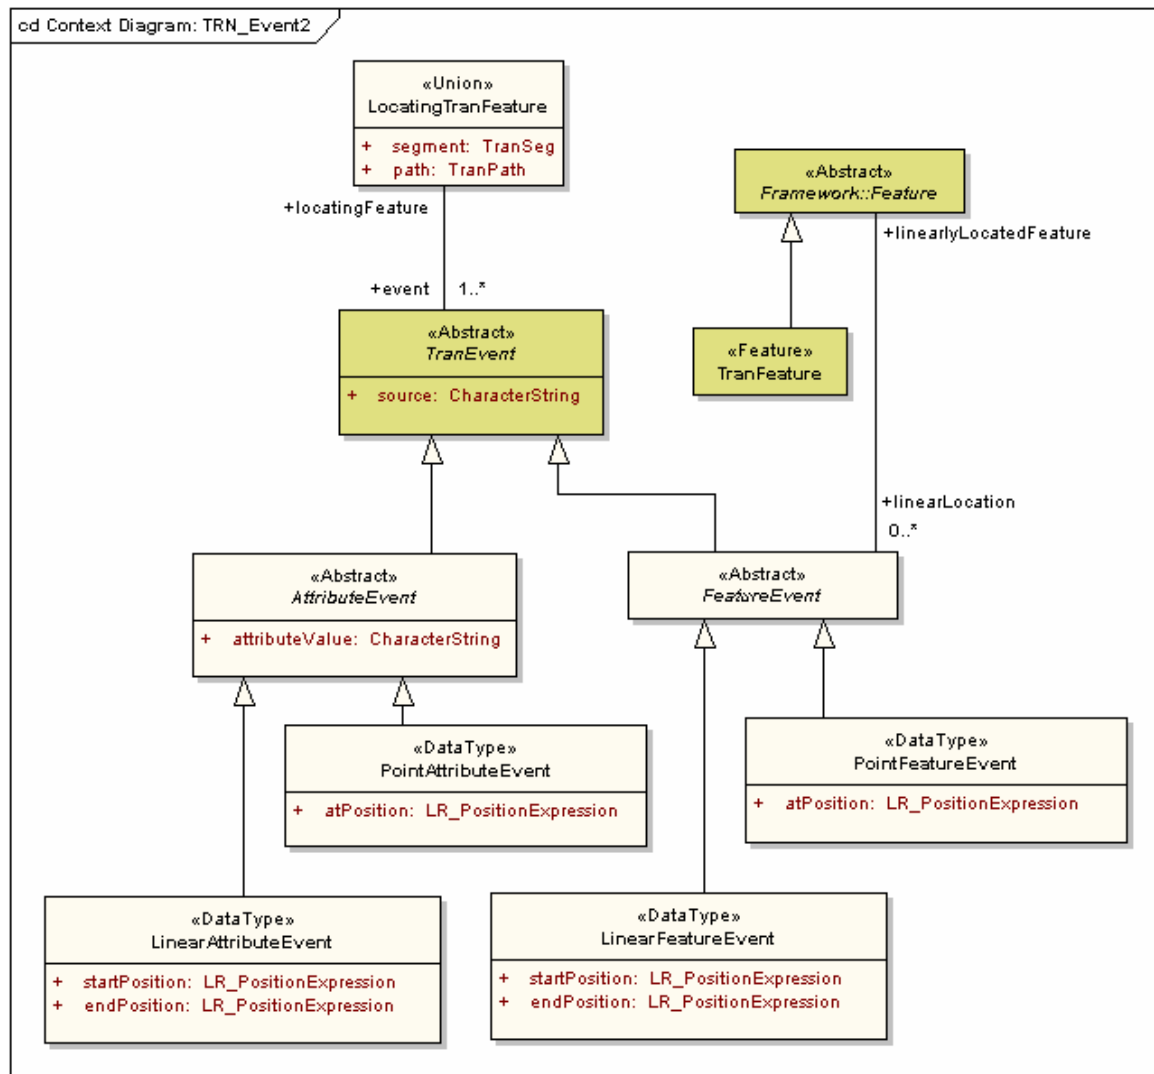 cd Context Diagram: TRN_Event2
«Union»
LocatingTranFeature
+ segment: TranSeg
+ path: TranPath
«Abstract»
Framework::Feature
+locatingFeature
+linearlyLocatedFeature
+event 1..*
«Abstract»
TranEvent
+ source: CharacterString
«Feature»
TranFeature
+linearLocation
0..*
«Abstract»
AttributeEvent
+ attributeValue: CharacterString
«Abstract»
FeatureEvent
«DataType»
PointAttributeEvent
+ atPosition: LR_PositionExpression
«DataType»
PointFeatureEvent
+ atPosition: LR_PositionExpression
«DataType»
LinearAttributeEvent
+ startPosition: LR_PositionExpression
+ endPosition: LR_PositionExpression
«DataType»
LinearFeatureEvent
+ startPosition: LR_PositionExpression
+ endPosition: LR_PositionExpression